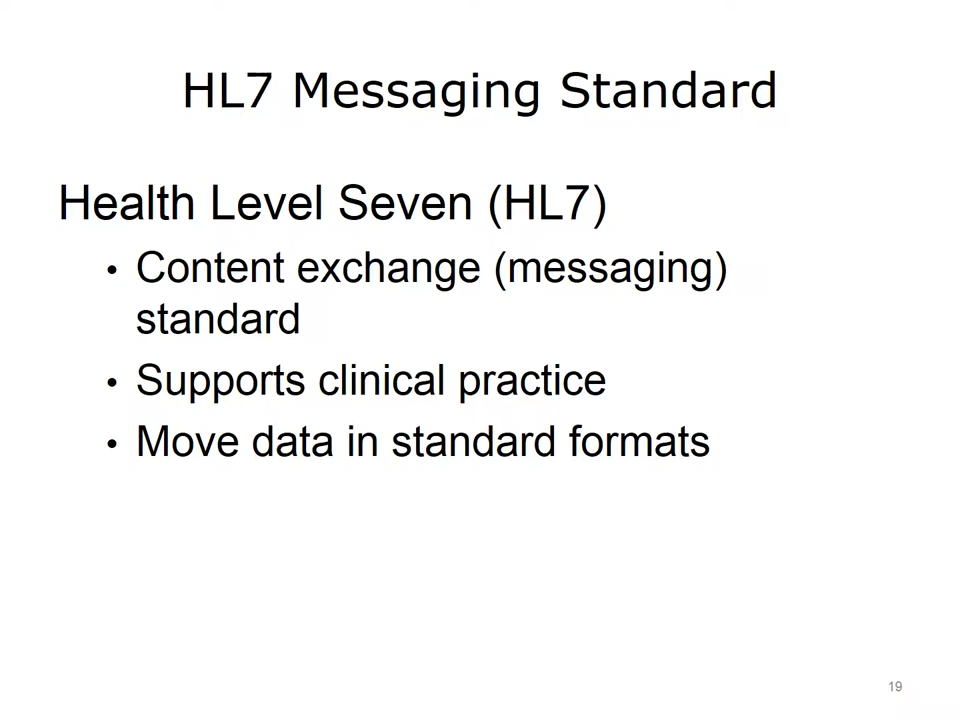 HL7 Messaging Standard
Health Level Seven (HL7)
• Content exchange (messaging)
standard
• Supports clinical practice
• Move data in standard formats
19